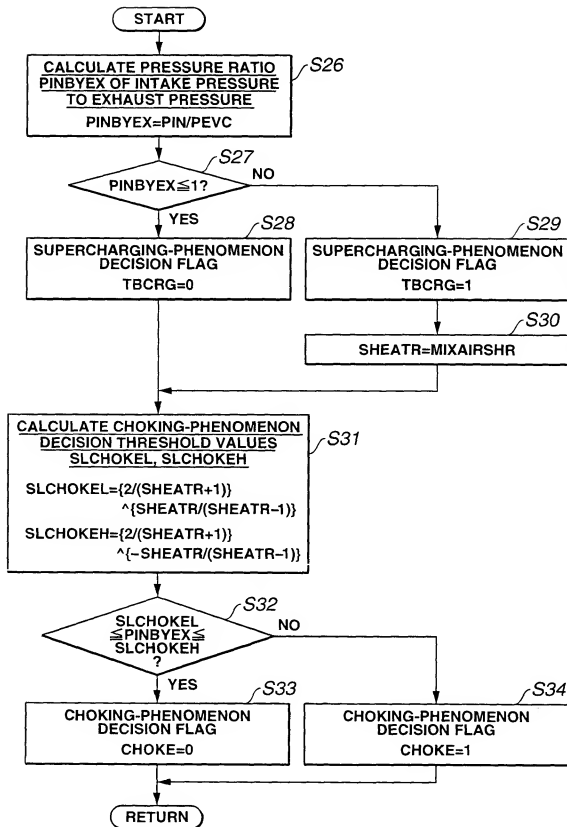 START
CALCULATE PRESSURE RATIO
PINBYEX OF INTAKE PRESSURE
TO EXHAUST PRESSURE
PINBYEX=PIN/PEVC
S26
PINBYEX≦1?
S27
NO
YES
S28
SUPERCHARGING-PHENOMENON
DECISION FLAG
TBCRG=0
S29
SUPERCHARGING-PHENOMENON
DECISION FLAG
TBCRG=1
S30
SHEATR=MIXAIRSHR
CALCULATE CHOKING-PHENOMENON
DECISION THRESHOLD VALUES
SLCHOKEL, SLCHOKEH
S31
SLCHOKEL={2/(SHEATR+1)}
^{SHEATR/(SHEATR-1)}
SLCHOKEH={2/(SHEATR+1)}
^{-SHEATR/(SHEATR-1)}
S32
SLCHOKEL
≦PINBYEX≦
SLCHOKEH
?
NO
YES
S33
CHOKING-PHENOMENON
DECISION FLAG
CHOKE=0
S34
CHOKING-PHENOMENON
DECISION FLAG
CHOKE=1
RETURN